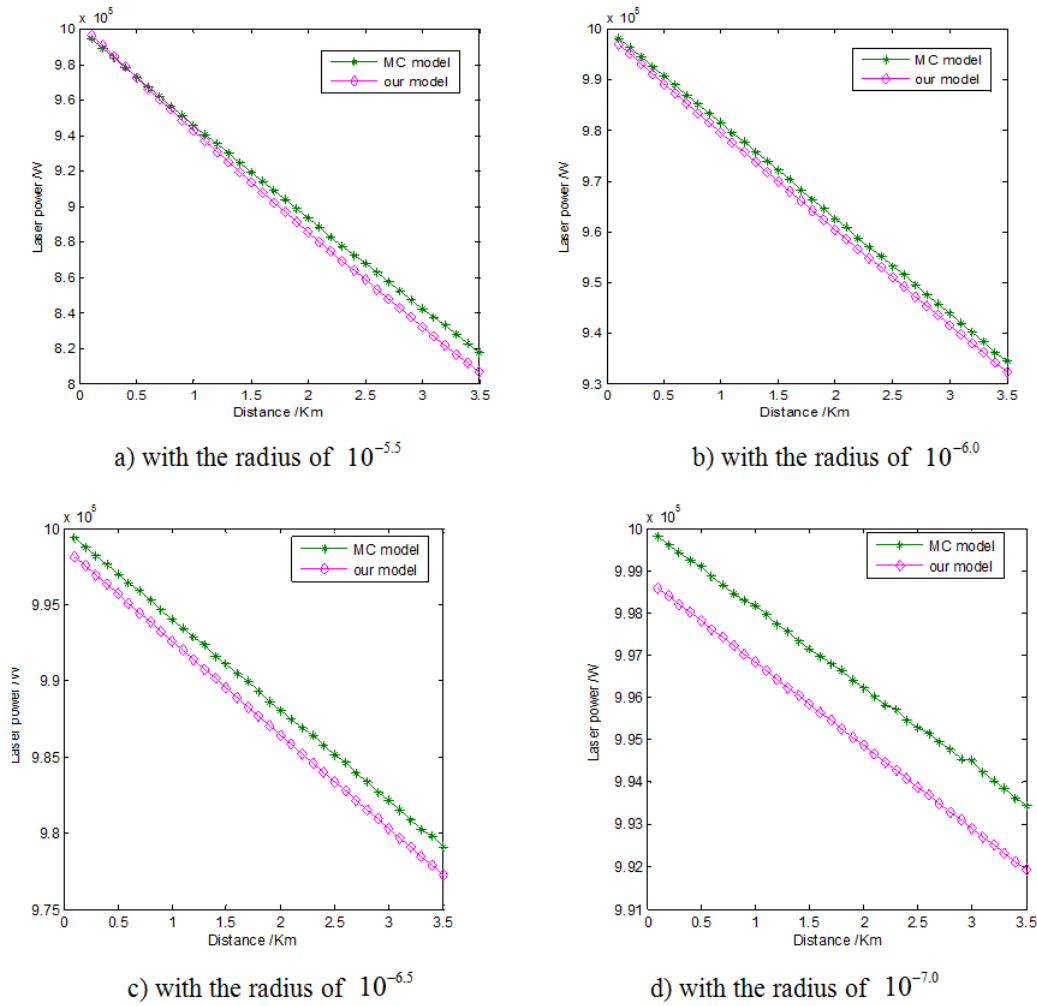 10 x 10^5
MC model
our model
9.8
9.6
9.4
9.2
9
8.8
8.6
8.4
8.2
8
Laser power /W
0 0.5 1 1.5 2 2.5 3 3.5
Distance /Km
a) with the radius of 10^-5.5
10 x 10^5
MC model
our model
9.9
9.8
9.7
9.6
9.5
9.4
9.3
Laser power /W
0 0.5 1 1.5 2 2.5 3 3.5
Distance /Km
b) with the radius of 10^-6.0
10 x 10^5
MC model
our model
9.95
9.9
9.85
9.8
9.75
Laser power /W
0 0.5 1 1.5 2 2.5 3 3.5
Distance /Km
c) with the radius of 10^-6.5
10 x 10^5
MC model
our model
9.99
9.98
9.97
9.96
9.95
9.94
9.93
9.92
9.91
Laser power /W
0 0.5 1 1.5 2 2.5 3 3.5
Distance /Km
d) with the radius of 10^-7.0